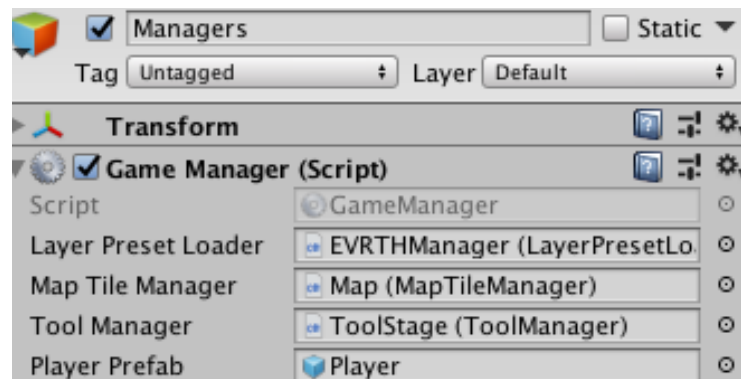 Managers Static
Tag Untagged Layer Default
Transform
Game Manager (Script)
Script GameManager
Layer Preset Loader EVRTHManager (LayerPresetLo
Map Tile Manager Map (MapTileManager)
Tool Manager ToolStage (ToolManager)
Player Prefab Player